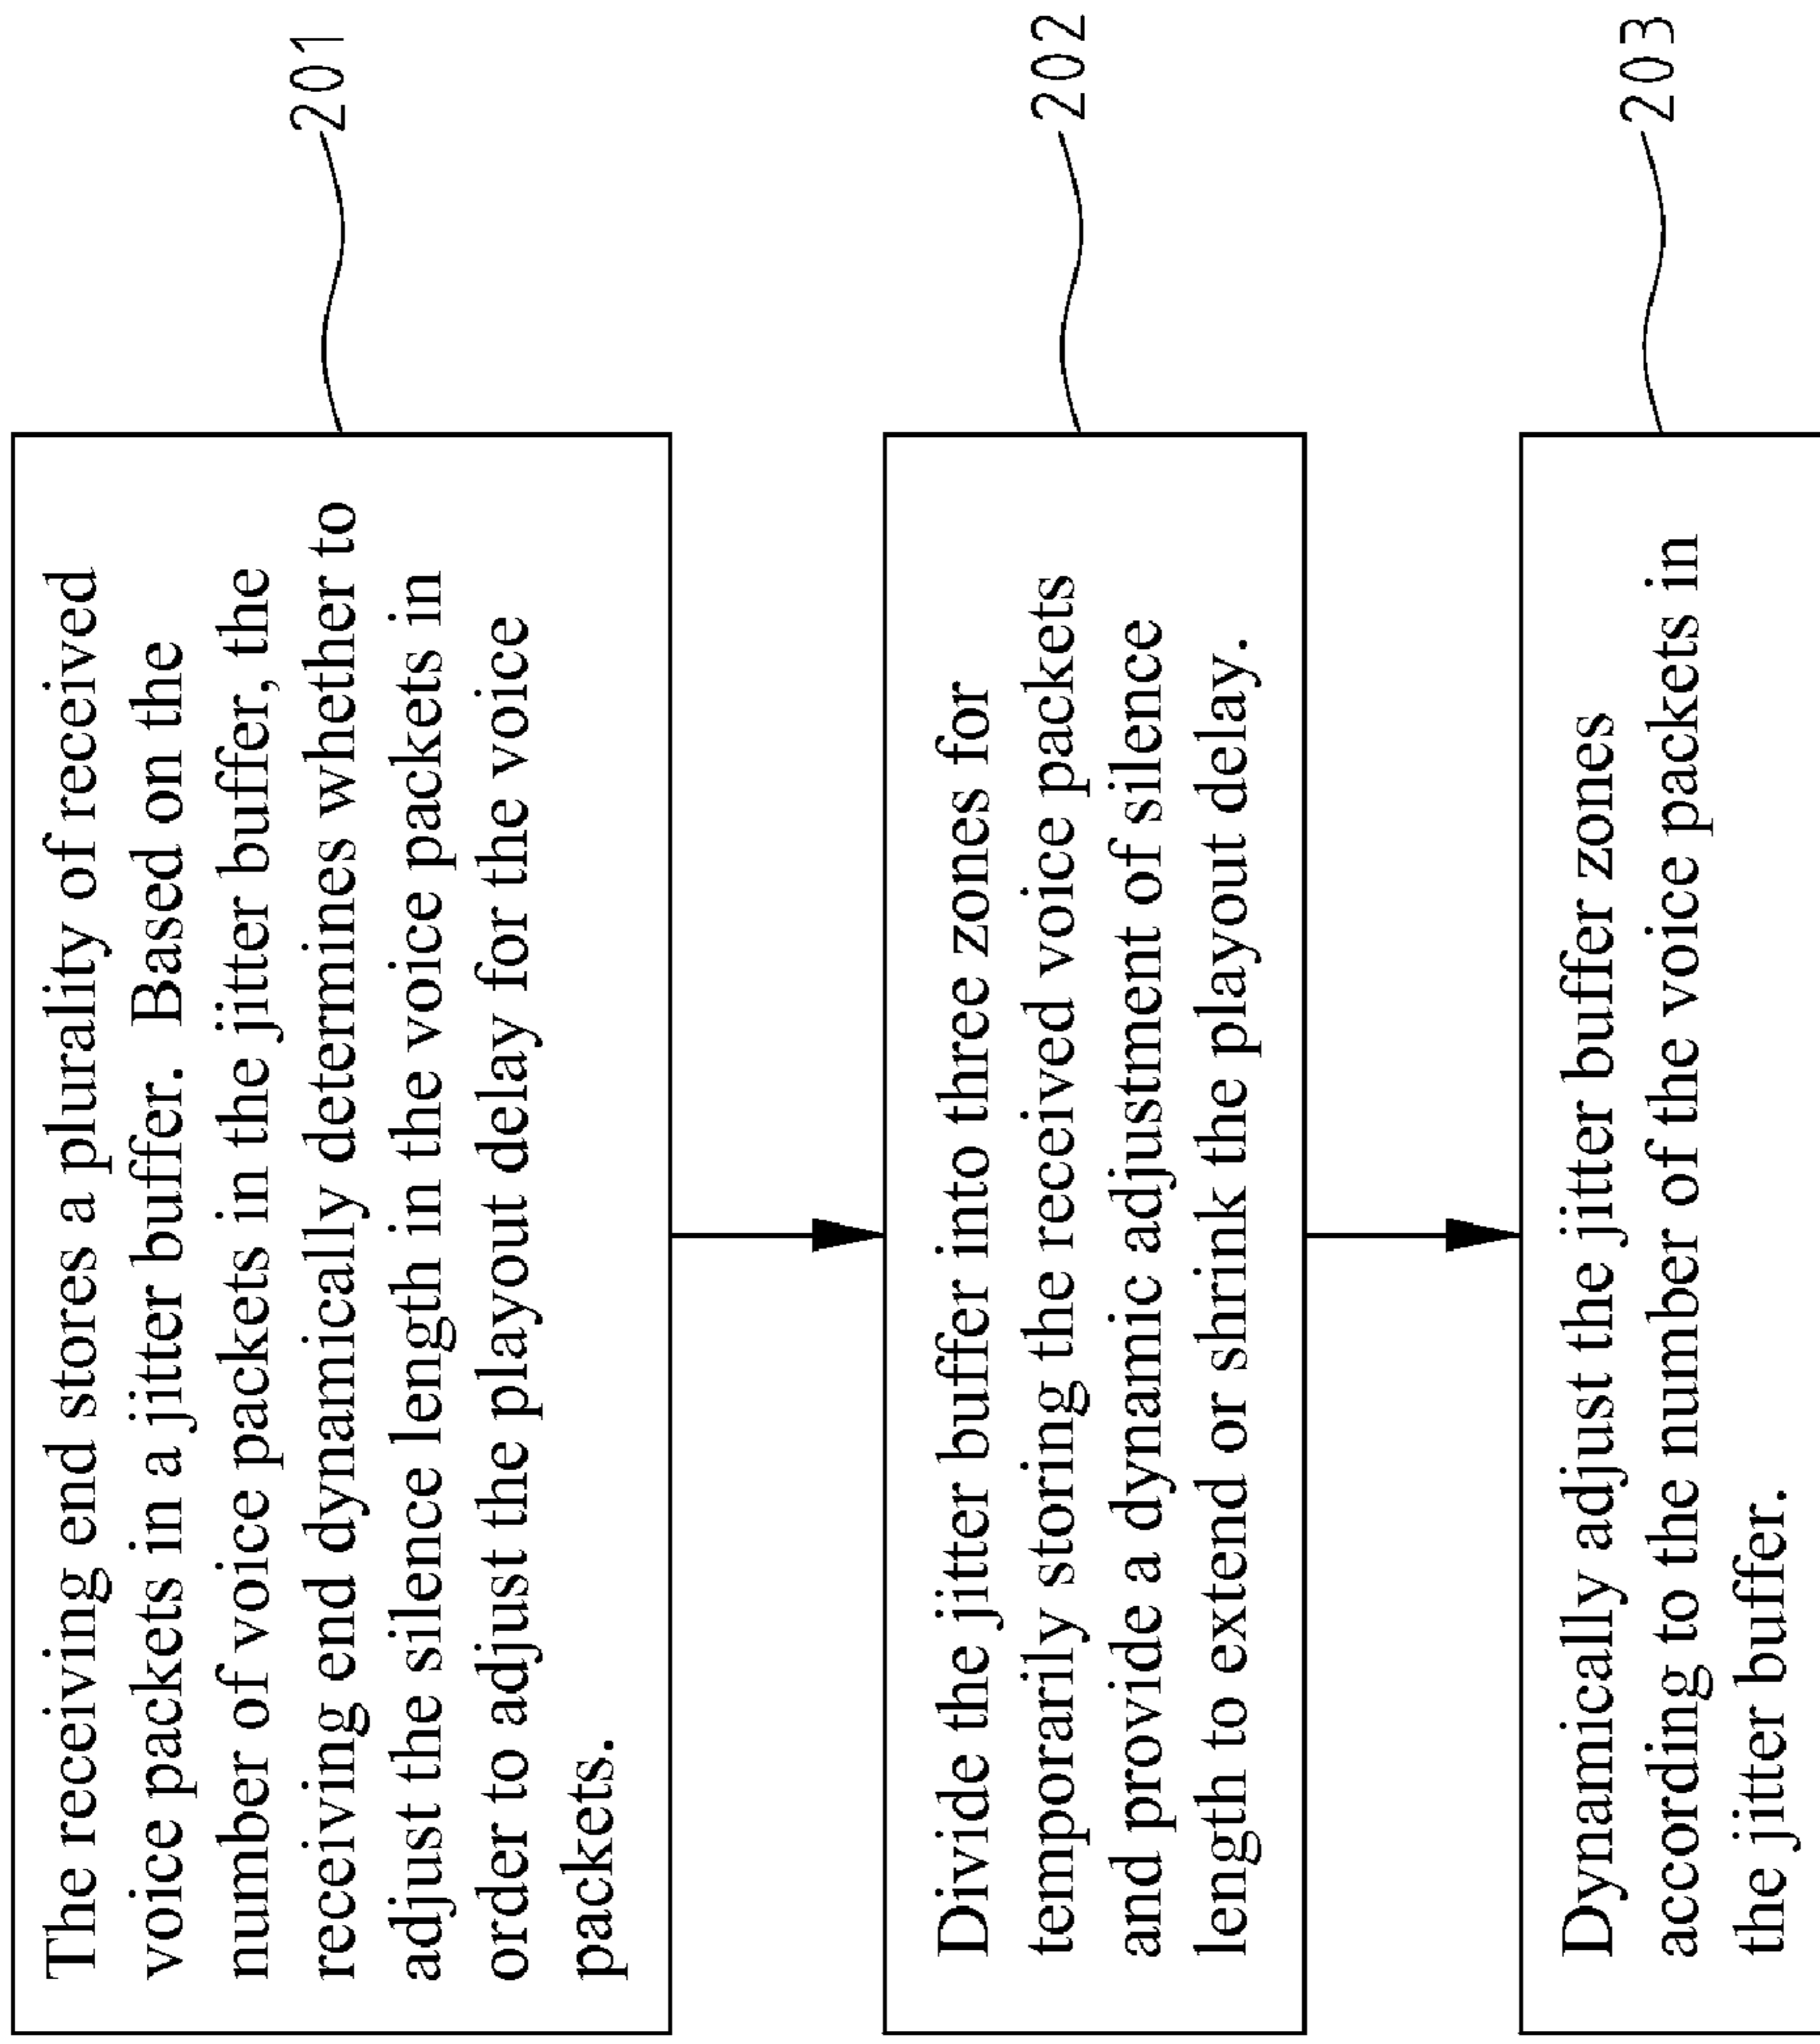 The receiving end stores a plurality of received
voice packets in a jitter buffer. Based on the
number of voice packets in the jitter buffer, the
receiving end dynamically determines whether to
adjust the silence length in the voice packets in
order to adjust the playout delay for the voice
packets.
201
Divide the jitter buffer into three zones for
temporarily storing the received voice packets
and provide a dynamic adjustment of silence
length to extend or shrink the playout delay.
202
Dynamically adjust the jitter buffer zones
according to the number of the voice packets in
the jitter buffer.
203